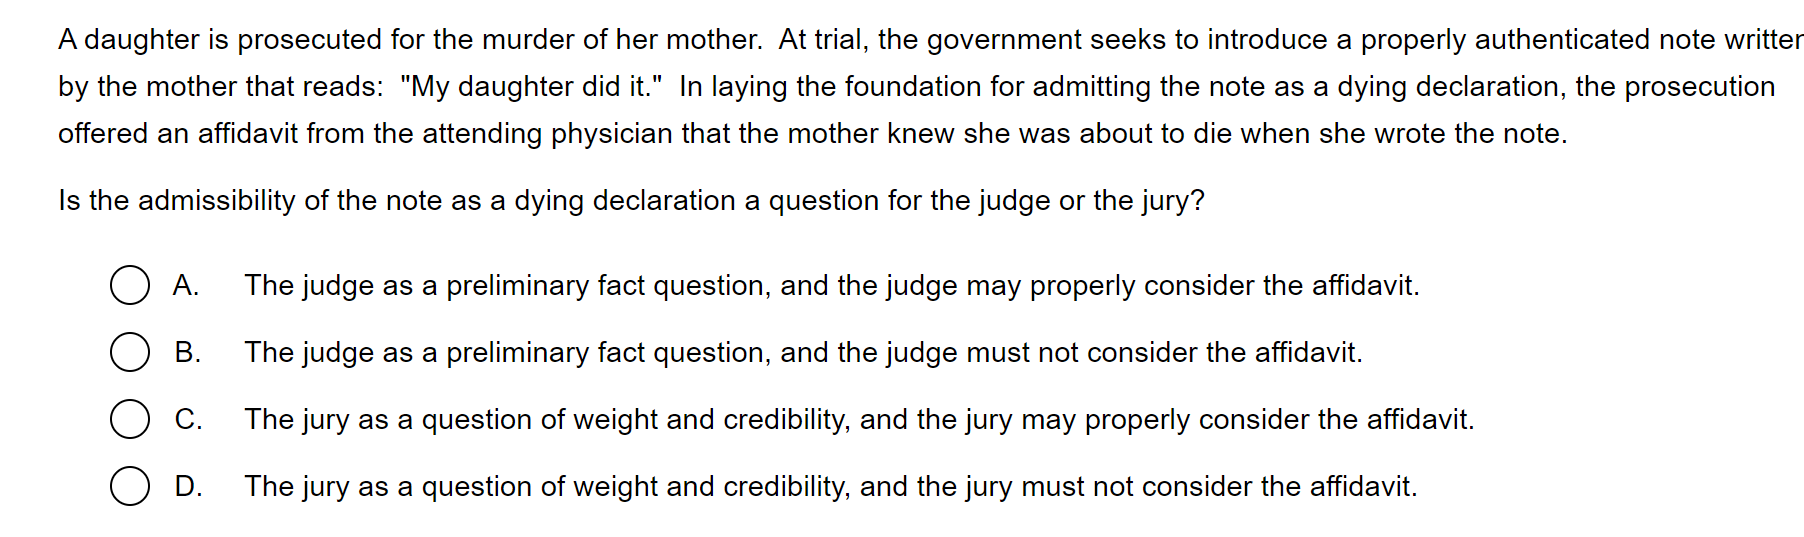 A daughter is prosecuted for the murder of her mother.  At trial, the government seeks to introduce a properly authenticated note written
by the mother that reads:  "My daughter did it."  In laying the foundation for admitting the note as a dying declaration, the prosecution
offered an affidavit from the attending physician that the mother knew she was about to die when she wrote the note.
Is the admissibility of the note as a dying declaration a question for the judge or the jury?
A. The judge as a preliminary fact question, and the judge may properly consider the affidavit.
B. The judge as a preliminary fact question, and the judge must not consider the affidavit.
C. The jury as a question of weight and credibility, and the jury may properly consider the affidavit.
D. The jury as a question of weight and credibility, and the jury must not consider the affidavit.